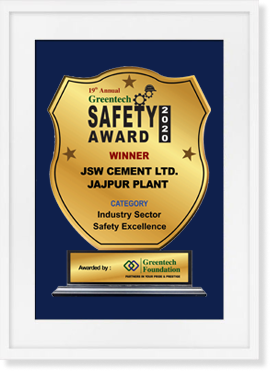 19th Annual
Greentech
SAFETY
AWARD
2020
WINNER
JSW CEMENT LTD.
JAJPUR PLANT
CATEGORY
Industry Sector
Safety Excellence
Awarded by :
Greentech
Foundation
PARTNERS IN YOUR PRIDE & PRESTIGE